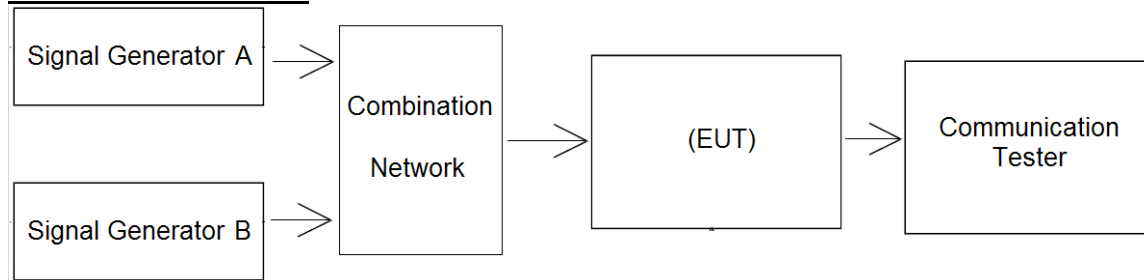 Signal Generator A
Combination
Network
(EUT)
Communication
Tester
Signal Generator B